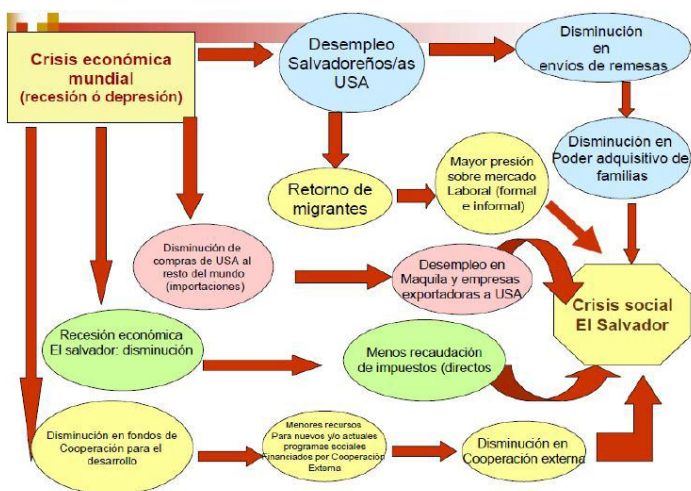 Crisis económica
mundial
(recesión ó depresión)
Desempleo
Salvadoreños/as
USA
Disminución
en
envíos de remesas
Disminución en
Poder adquisitivo de
familias
Retorno de
migrantes
Mayor presión
sobre mercado
Laboral (formal
e informal)
Disminución de
compras de USA al
resto del mundo
(importaciones)
Desempleo en
Maquila y empresas
exportadoras a USA
Crisis social
El Salvador
Recesión económica
El salvador: disminución
Menos recaudación
de impuestos (directos
Disminución en fondos de
Cooperación para el
desarrollo
Menores recursos
Para nuevos y/o actuales
programas sociales
Financiados por Cooperación
Externa
Disminución en
Cooperación externa